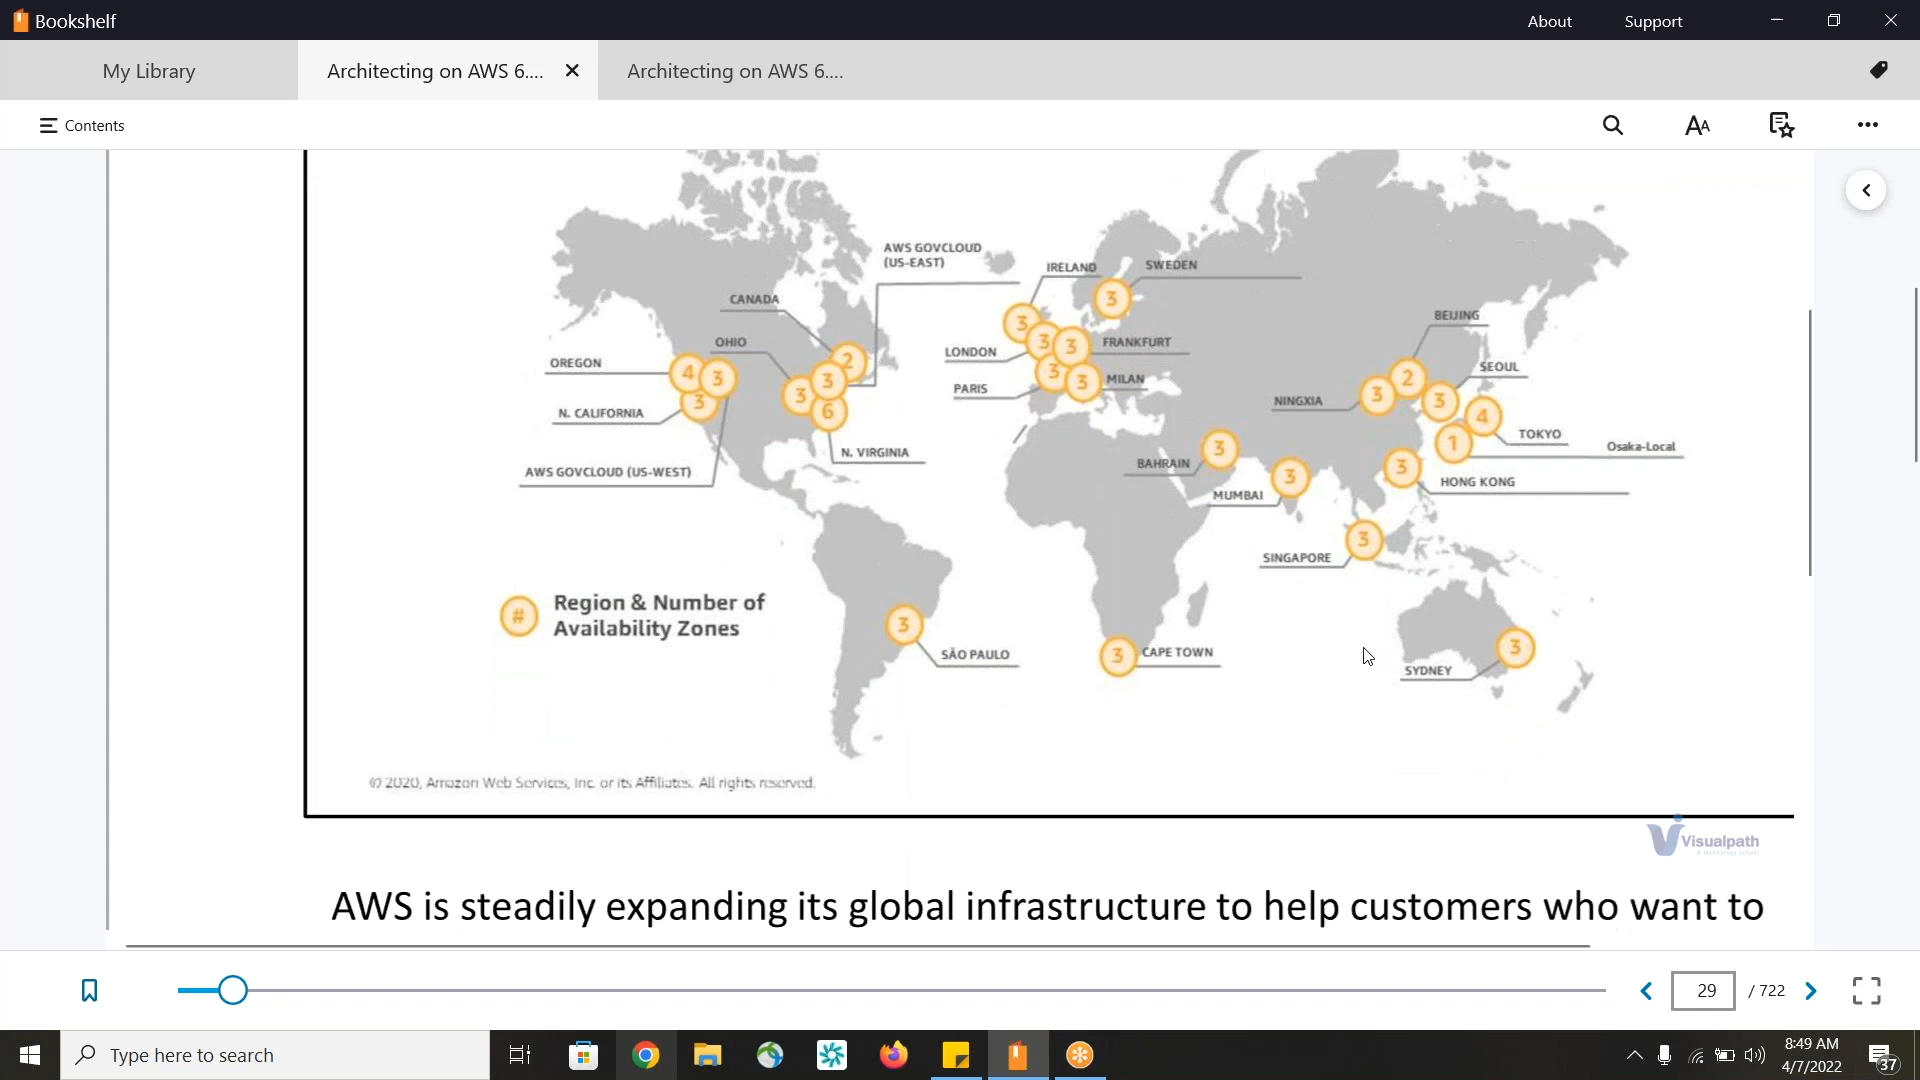 Bookshelf
About
Support
My Library
Architecting on AWS 6....
Architecting on AWS 6....
Contents
AA
AWS GOVCLOUD
(US-EAST)
IRELAND
SWEDEN
3
CANADA
3
BEIJING
OHIO
2
LONDON
3
3
FRANKFURT
OREGON
4
3
3
PARIS
3
3
MILAN
SEOUL
2
N. CALIFORNIA
3
3
6
NINGXIA
3
3
4
TOKYO
Osaka-Local
1
N. VIRGINIA
AWS GOVCLOUD (US-WEST)
BAHRAIN
3
MUMBAI
3
3
HONG KONG
SINGAPORE
3
#
Region & Number of
Availability Zones
3
SÃO PAULO
3
CAPE TOWN
3
SYDNEY
© 2020, Amazon Web Services, Inc. or its Affiliates. All rights reserved.
Visualpath
AWS is steadily expanding its global infrastructure to help customers who want to
29
/ 722
Type here to search
8:49 AM
4/7/2022
37